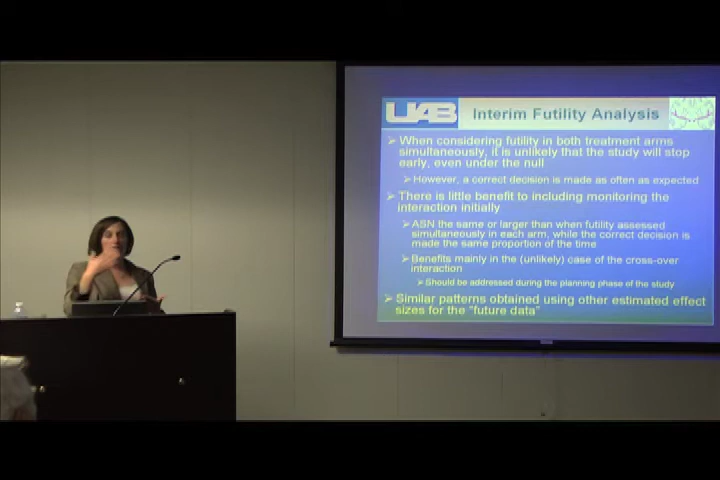 UAB
Interim Futility Analysis
➢ When considering futility in both treatment arms
simultaneously, it is unlikely that the study will stop
early, even under the null
➢ However, a correct decision is made as often as expected
➢ There is little benefit to including monitoring the
interaction initially
➢ ASN the same or larger than when futility assessed
simultaneously in each arm, while the correct decision is
made the same proportion of the time
➢ Benefits mainly in the (unlikely) case of the cross-over
interaction
➢ Should be addressed during the planning phase of the study
➢ Similar patterns obtained using other estimated effect
sizes for the "future data"